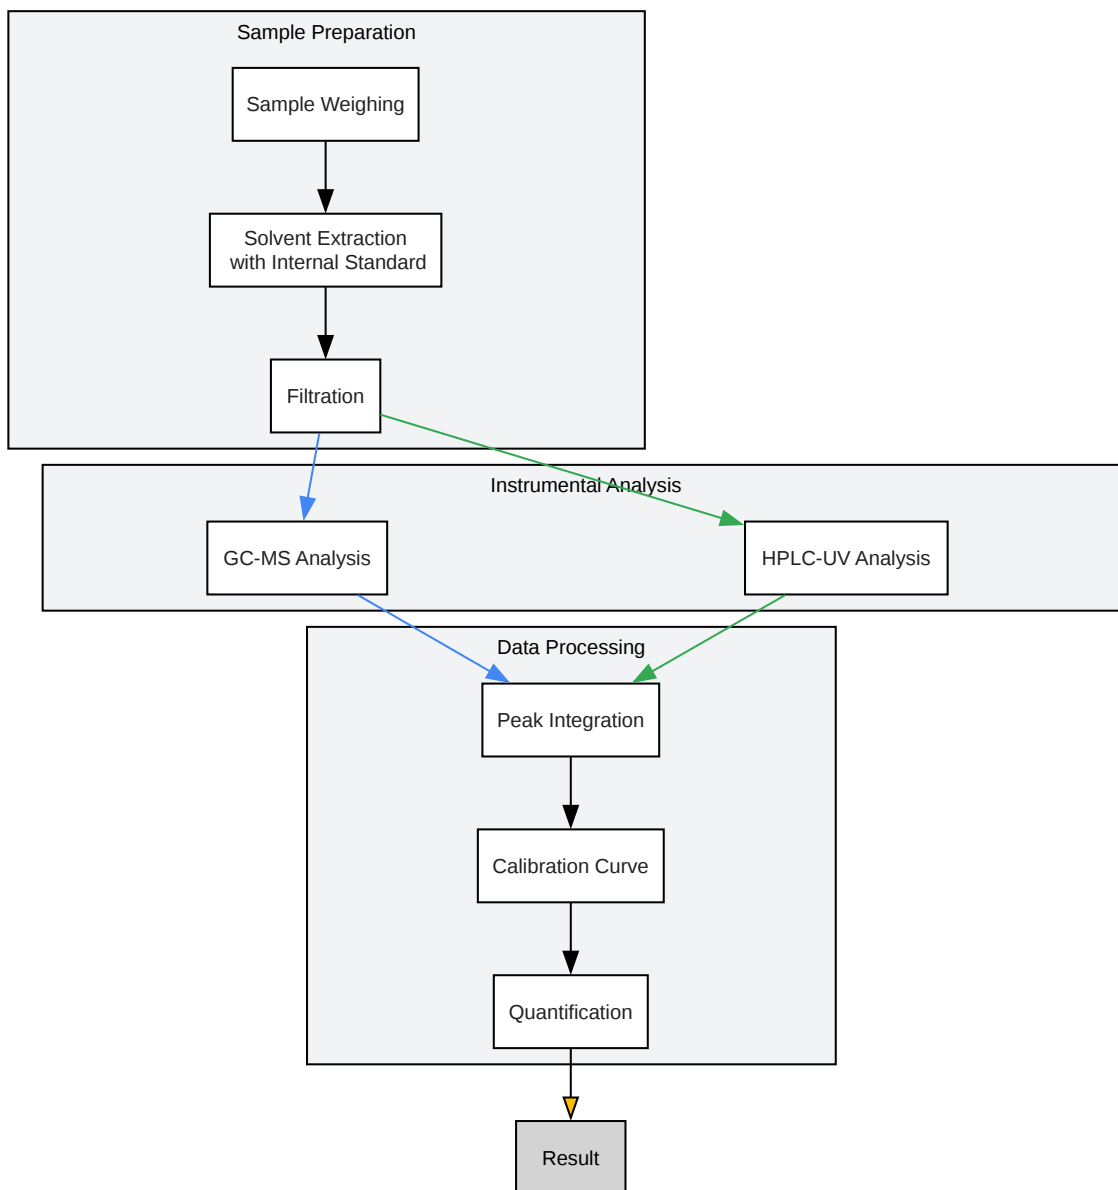 Sample Preparation
Sample Weighing
Solvent Extraction
with Internal Standard
Filtration
Instrumental Analysis
GC-MS Analysis
HPLC-UV Analysis
Data Processing
Peak Integration
Calibration Curve
Quantification
Result